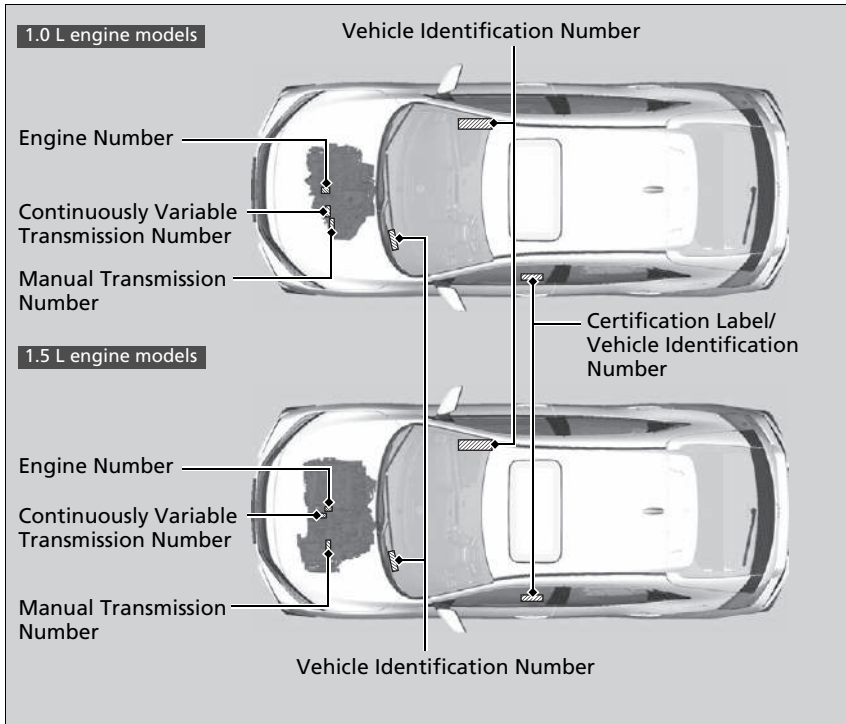 1.0 L engine models
Vehicle Identification Number
Engine Number
Continuously Variable
Transmission Number
Manual Transmission
Number
Certification Label/
Vehicle Identification
Number
1.5 L engine models
Engine Number
Continuously Variable
Transmission Number
Manual Transmission
Number
Vehicle Identification Number